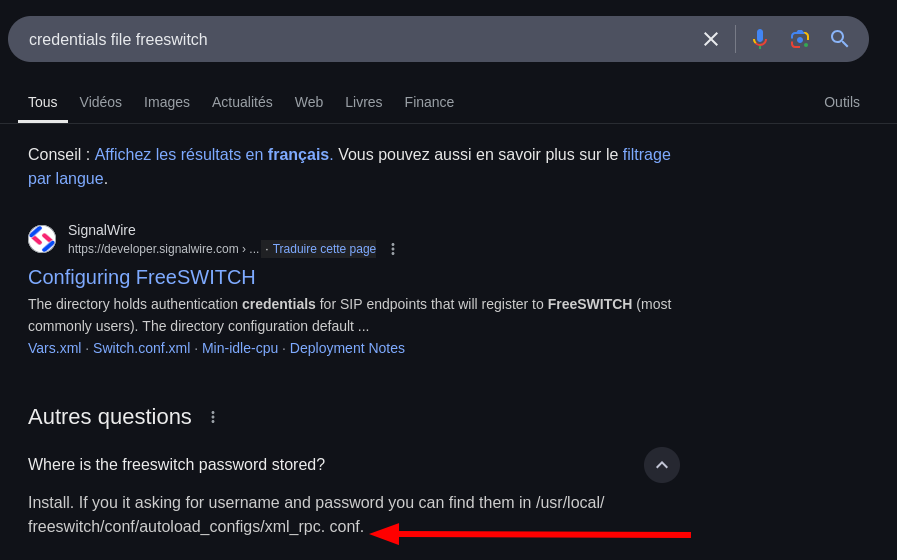 credentials file freeswitch
Tous Vidéos Images Actualités Web Livres Finance Outils
Conseil : Affichez les résultats en français. Vous pouvez aussi en savoir plus sur le filtrage
par langue.
SignalWire
https://developer.signalwire.com › ... · Traduire cette page
Configuring FreeSWITCH
The directory holds authentication credentials for SIP endpoints that will register to FreeSWITCH (most
commonly users). The directory configuration default ...
Vars.xml · Switch.conf.xml · Min-idle-cpu · Deployment Notes
Autres questions
Where is the freeswitch password stored?
Install. If you it asking for username and password you can find them in /usr/local/
freeswitch/conf/autoload_configs/xml_rpc. conf.